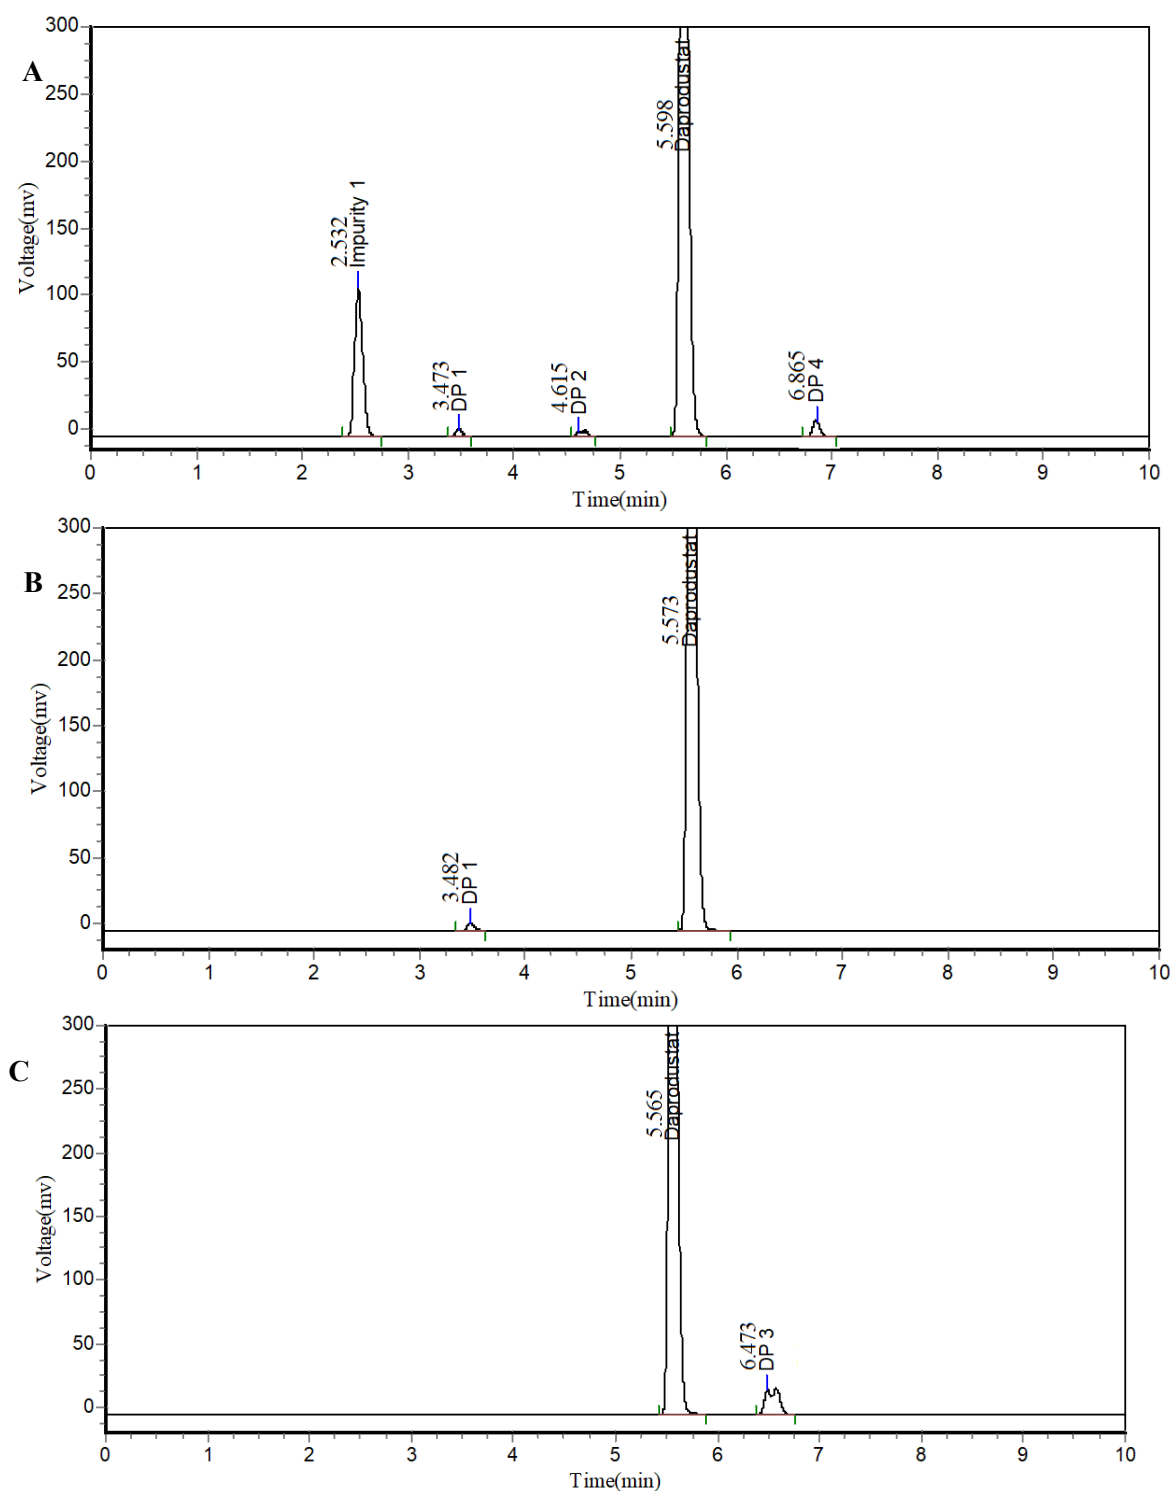 A
300
250
200
150
100
50
0
Voltage(mv)
2.532
Impurity 1
3.473
DP 1
4.615
DP 2
5.598
Daprodustat
6.865
DP 4
0 1 2 3 4 5 6 7 8 9 10
Time(min)
B
300
250
200
150
100
50
0
Voltage(mv)
3.482
DP 1
5.573
Daprodustat
0 1 2 3 4 5 6 7 8 9 10
Time(min)
C
300
250
200
150
100
50
0
Voltage(mv)
5.565
Daprodustat
6.473
DP 3
0 1 2 3 4 5 6 7 8 9 10
Time(min)